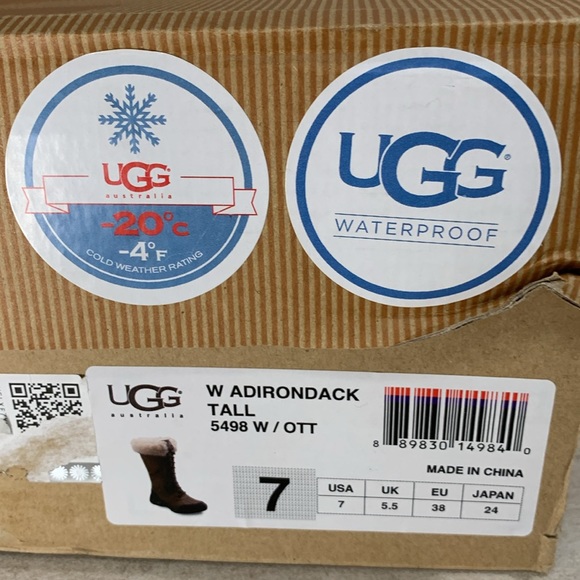 UGG®
australia
-20°C
-4°F
COLD WEATHER RATING
UGG®
WATERPROOF
UGG®
australia
W ADIRONDACK
TALL
5498 W / OTT
8 89830 14984 0
MADE IN CHINA
7
USA UK EU JAPAN
7 5.5 38 24